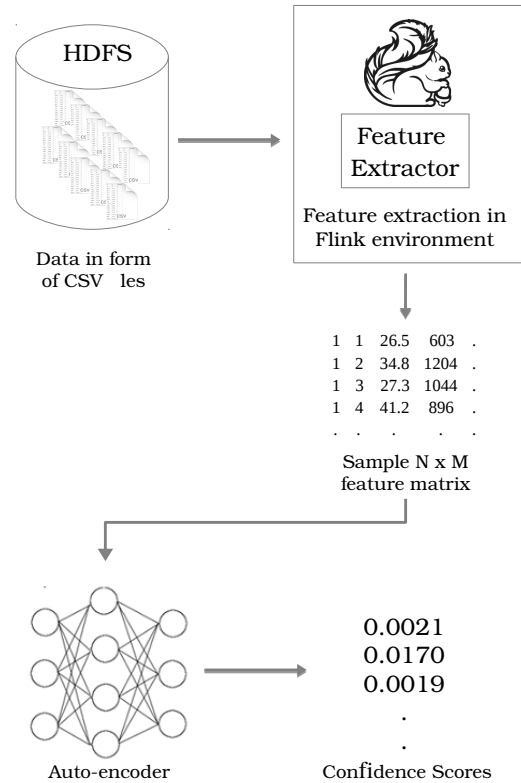 HDFS
CSV
Data in form
of CSV les
Feature
Extractor
Feature extraction in
Flink environment
1 1 26.5 603 .
1 2 34.8 1204 .
1 3 27.3 1044 .
1 4 41.2 896 .
. . . . .
Sample N x M
feature matrix
Auto-encoder
0.0021
0.0170
0.0019
.
.
Confidence Scores